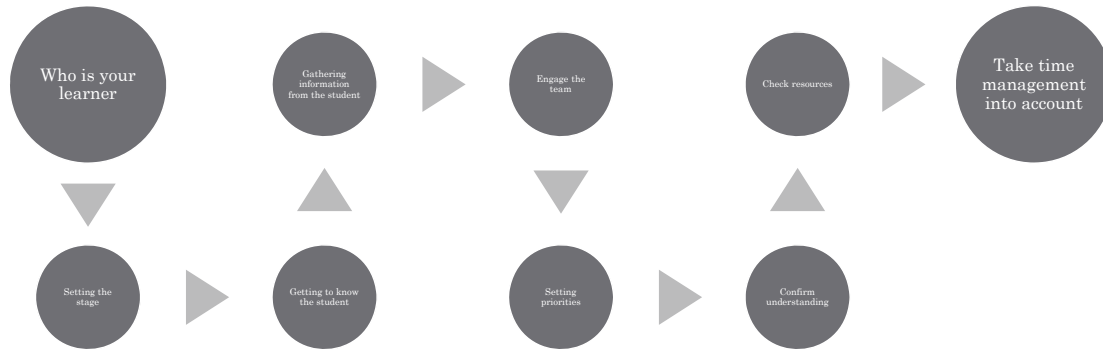 Who is your
learner
Setting the
stage
Getting to know
the student
Gathering
information
from the student
Engage the
team
Setting
priorities
Confirm
understanding
Check resources
Take time
management
into account